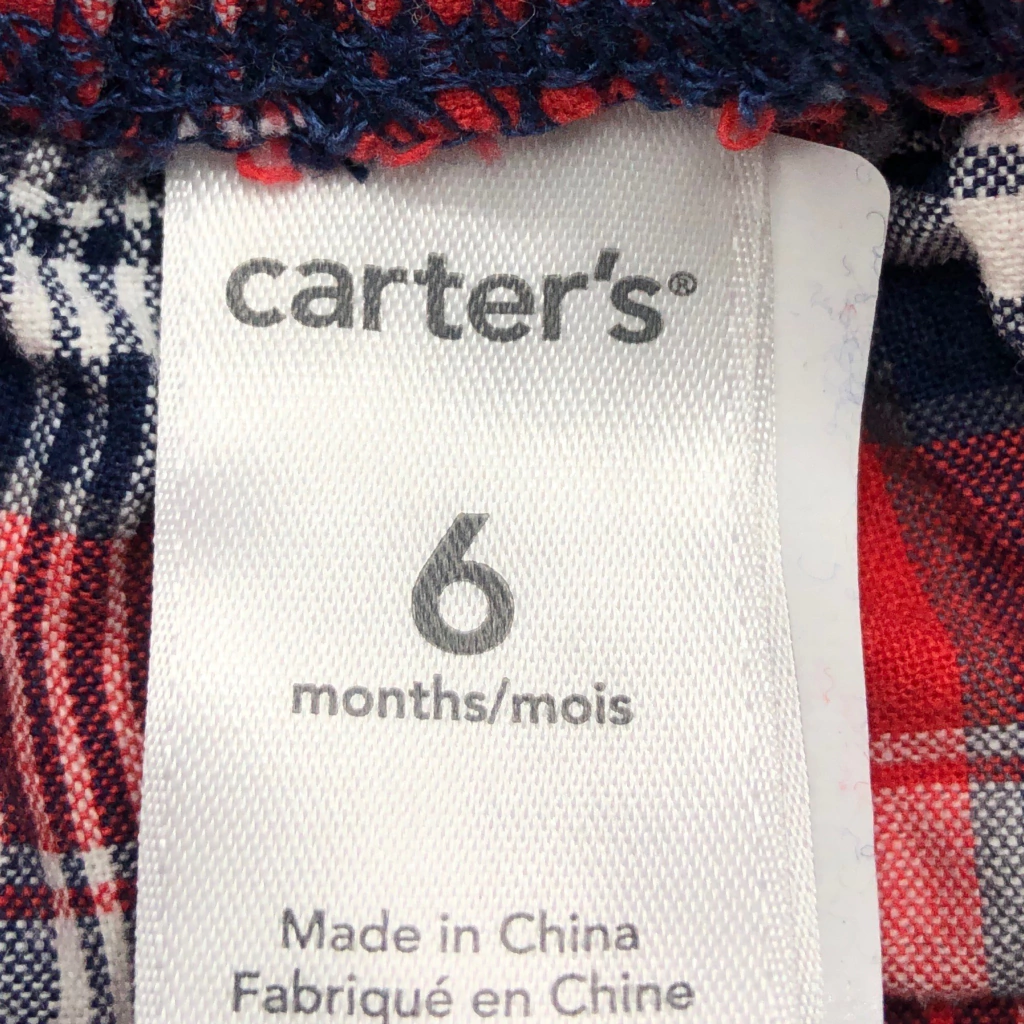 carter's®
6
months/mois
Made in China
Fabriqué en Chine